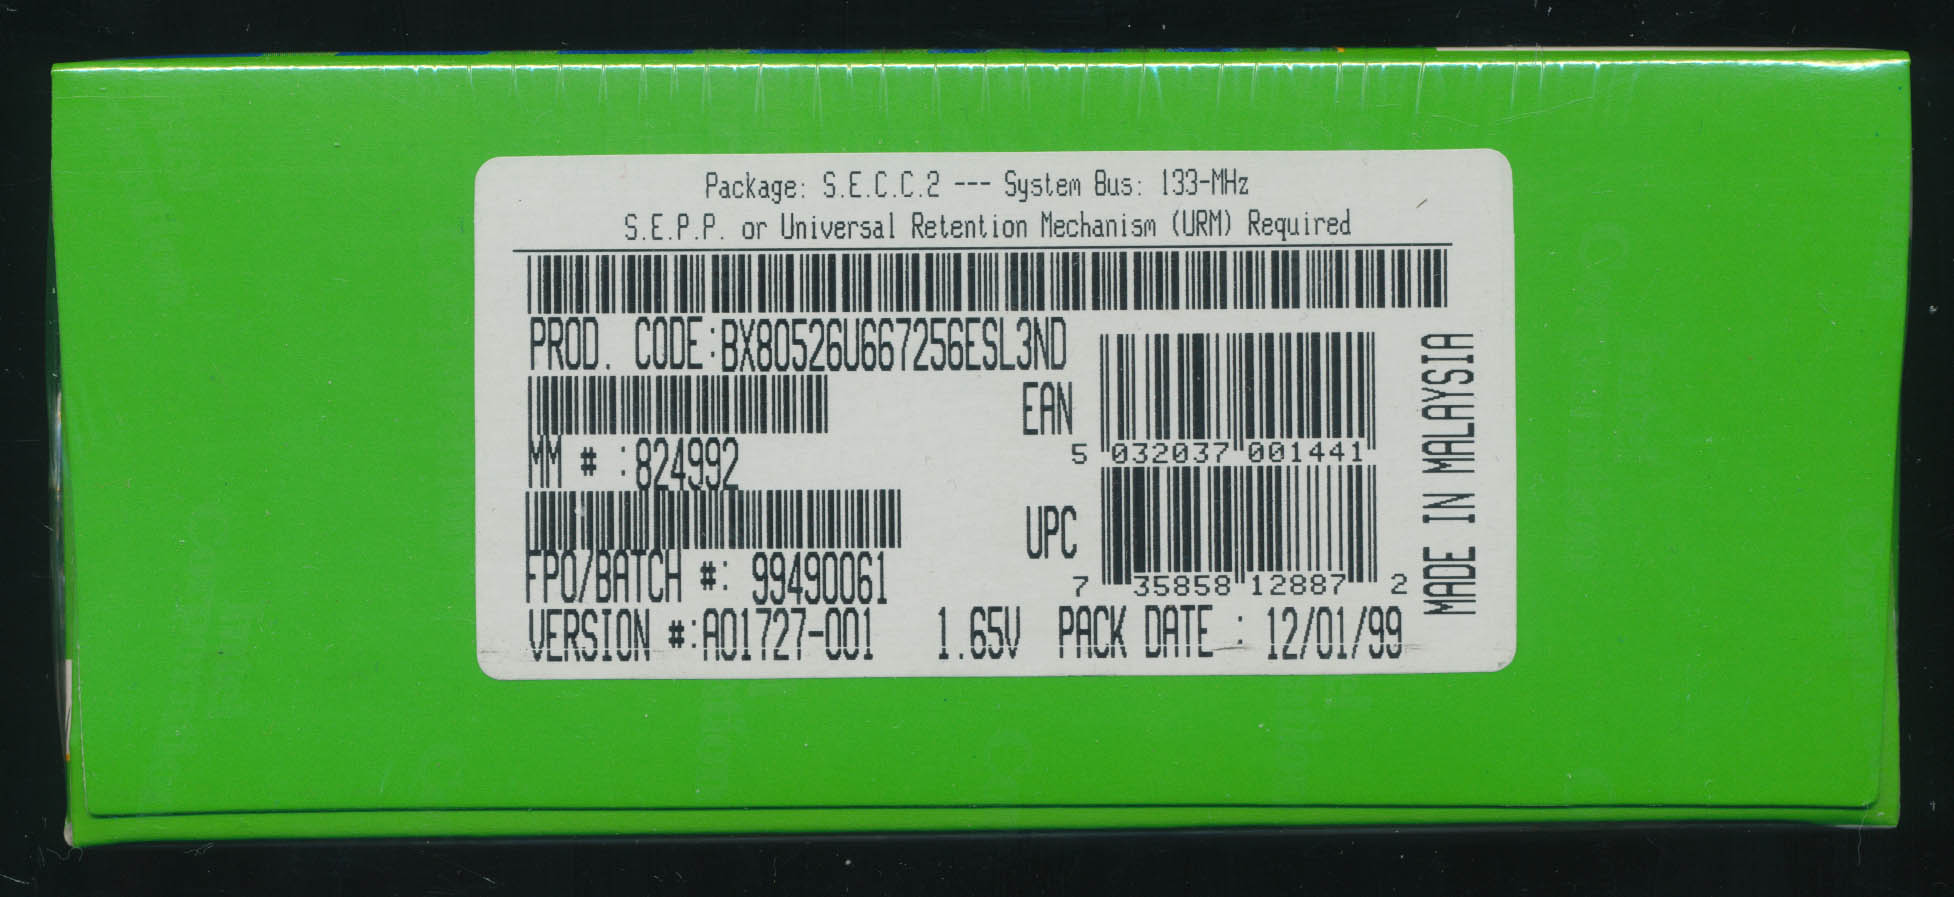 Package: S.E.C.C.2 --- System Bus: 133-MHz
S.E.P.P. or Universal Retention Mechanism (URM) Required
PROD. CODE:BX80526U667256ESL3ND
MM # :824992
FPO/BATCH #: 99490061
VERSION #:A01727-001 1.65V PACK DATE : 12/01/99
EAN
5 032037 001441
UPC
7 35858 12887 2
MADE IN MALAYSIA